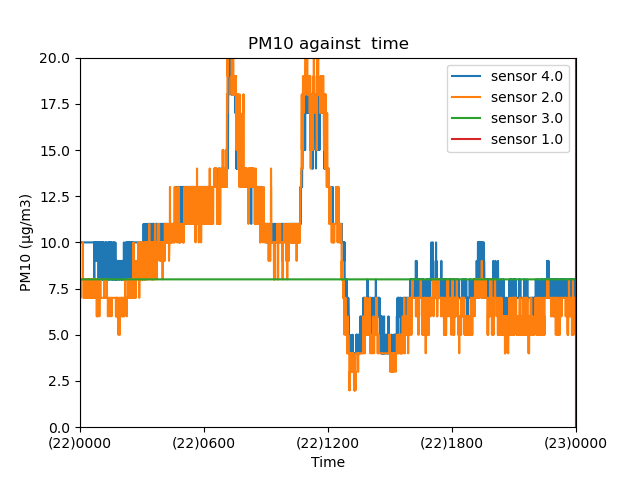 PM10 against  time
sensor 4.0
sensor 2.0
sensor 3.0
sensor 1.0
PM10 (µg/m3)
20.0
17.5
15.0
12.5
10.0
7.5
5.0
2.5
0.0
(22)0000
(22)0600
(22)1200
(22)1800
(23)0000
Time